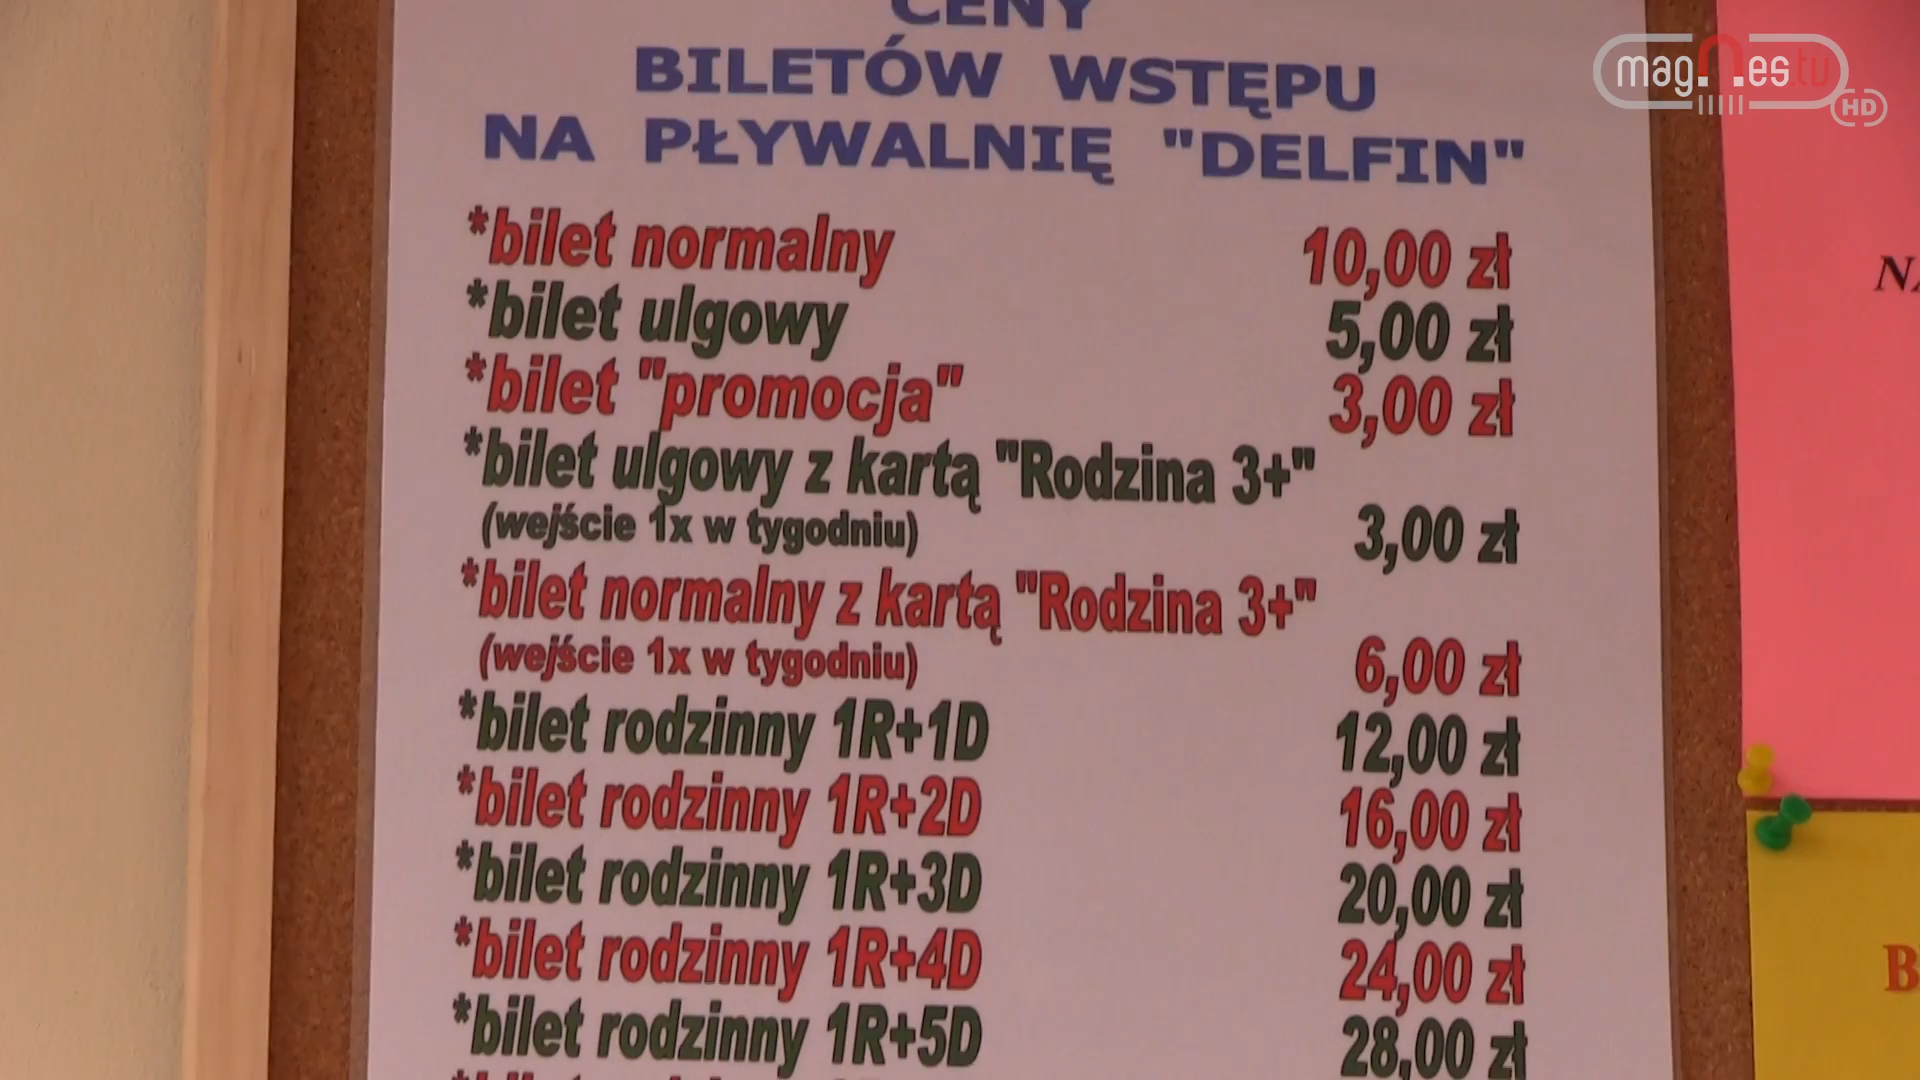 CENY
BILETÓW WSTĘPU
NA PŁYWALNIĘ "DELFIN"
*bilet normalny 10,00 zł
*bilet ulgowy 5,00 zł
*bilet "promocja" 3,00 zł
*bilet ulgowy z kartą "Rodzina 3+"
(wejście 1x w tygodniu) 3,00 zł
*bilet normalny z kartą "Rodzina 3+"
(wejście 1x w tygodniu) 6,00 zł
*bilet rodzinny 1R+1D 12,00 zł
*bilet rodzinny 1R+2D 16,00 zł
*bilet rodzinny 1R+3D 20,00 zł
*bilet rodzinny 1R+4D 24,00 zł
*bilet rodzinny 1R+5D 28,00 zł
magnes.tv
HD